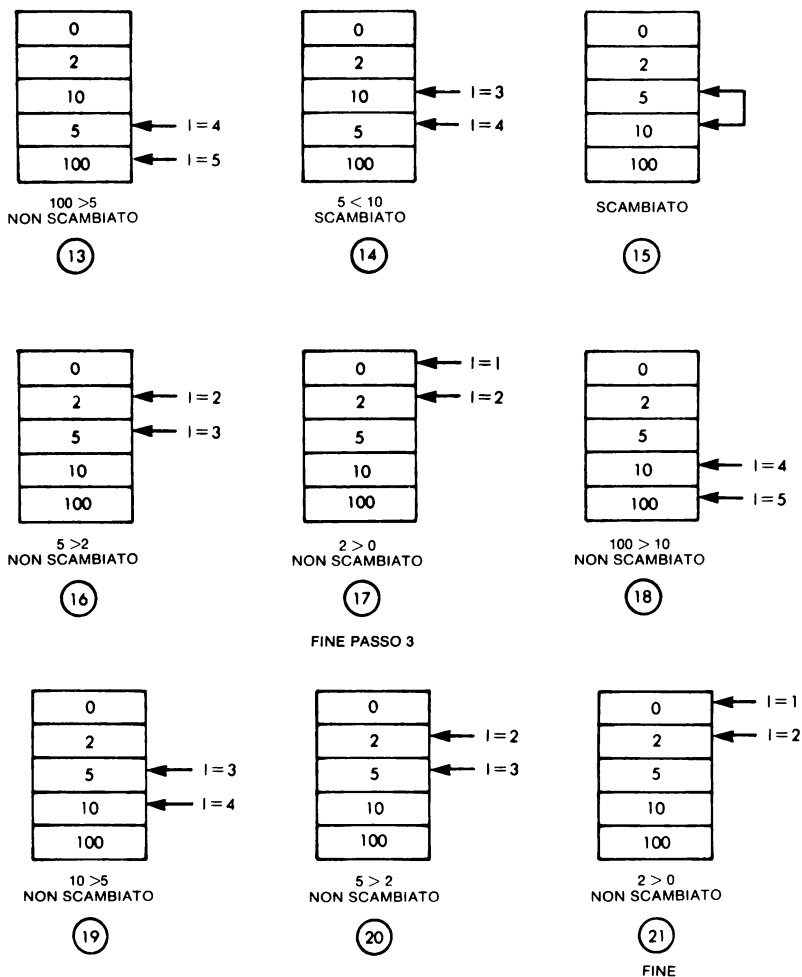 0
2
10
5
100
I = 4
I = 5
100 >5
NON SCAMBIATO
13
0
2
10
5
100
I = 3
I = 4
5 < 10
SCAMBIATO
14
0
2
5
10
100
SCAMBIATO
15
0
2
5
10
100
I = 2
I = 3
5 >2
NON SCAMBIATO
16
0
2
5
10
100
I = 1
I = 2
2 > 0
NON SCAMBIATO
17
FINE PASSO 3
0
2
5
10
100
I = 4
I = 5
100 > 10
NON SCAMBIATO
18
0
2
5
10
100
I = 3
I = 4
10 >5
NON SCAMBIATO
19
0
2
5
10
100
I = 2
I = 3
5 > 2
NON SCAMBIATO
20
0
2
5
10
100
I = 1
I = 2
2 > 0
NON SCAMBIATO
21
FINE